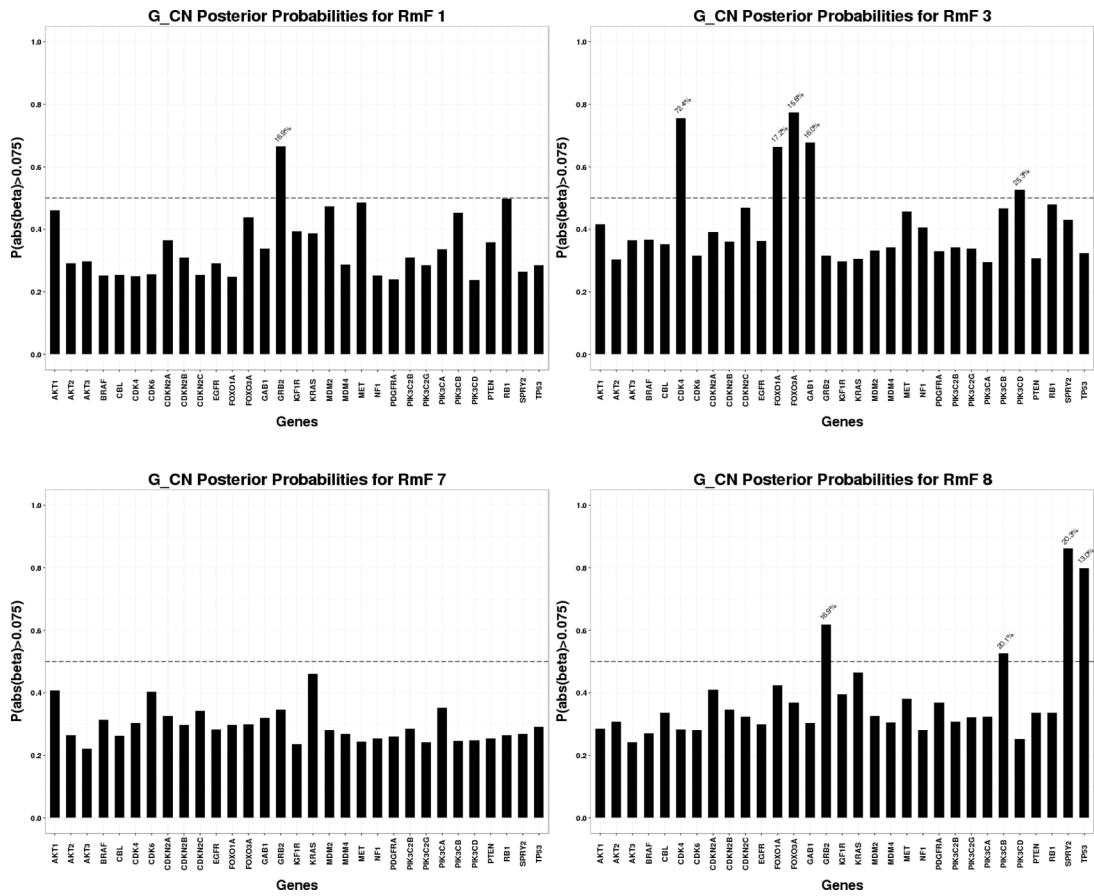 G_CN Posterior Probabilities for RmF 1
P(abs(beta)>0.075)
1.0
0.8
0.6
0.4
0.2
0.0
16.9%
AKT1 AKT2 AKT3 BRAF CBL CDK4 CDK6 CDKN2A CDKN2B CDKN2C EGFR FOXO1A FOXO3A GAB1 GRB2 IGF1R KRAS MDM2 MDM4 MET NF1 PDGFRA PIK3C2B PIK3C2G PIK3CA PIK3CB PIK3CD PTEN RB1 SPRY2 TP53
Genes
G_CN Posterior Probabilities for RmF 3
P(abs(beta)>0.075)
1.0
0.8
0.6
0.4
0.2
0.0
72.4% 17.2% 15.6% 16.0% 25.3%
AKT1 AKT2 AKT3 BRAF CBL CDK4 CDK6 CDKN2A CDKN2B CDKN2C EGFR FOXO1A FOXO3A GAB1 GRB2 IGF1R KRAS MDM2 MDM4 MET NF1 PDGFRA PIK3C2B PIK3C2G PIK3CA PIK3CB PIK3CD PTEN RB1 SPRY2 TP53
Genes
G_CN Posterior Probabilities for RmF 7
P(abs(beta)>0.075)
1.0
0.8
0.6
0.4
0.2
0.0
AKT1 AKT2 AKT3 BRAF CBL CDK4 CDK6 CDKN2A CDKN2B CDKN2C EGFR FOXO1A FOXO3A GAB1 GRB2 IGF1R KRAS MDM2 MDM4 MET NF1 PDGFRA PIK3C2B PIK3C2G PIK3CA PIK3CB PIK3CD PTEN RB1 SPRY2 TP53
Genes
G_CN Posterior Probabilities for RmF 8
P(abs(beta)>0.075)
1.0
0.8
0.6
0.4
0.2
0.0
16.9% 20.1% 20.3% 13.0%
AKT1 AKT2 AKT3 BRAF CBL CDK4 CDK6 CDKN2A CDKN2B CDKN2C EGFR FOXO1A FOXO3A GAB1 GRB2 IGF1R KRAS MDM2 MDM4 MET NF1 PDGFRA PIK3C2B PIK3C2G PIK3CA PIK3CB PIK3CD PTEN RB1 SPRY2 TP53
Genes